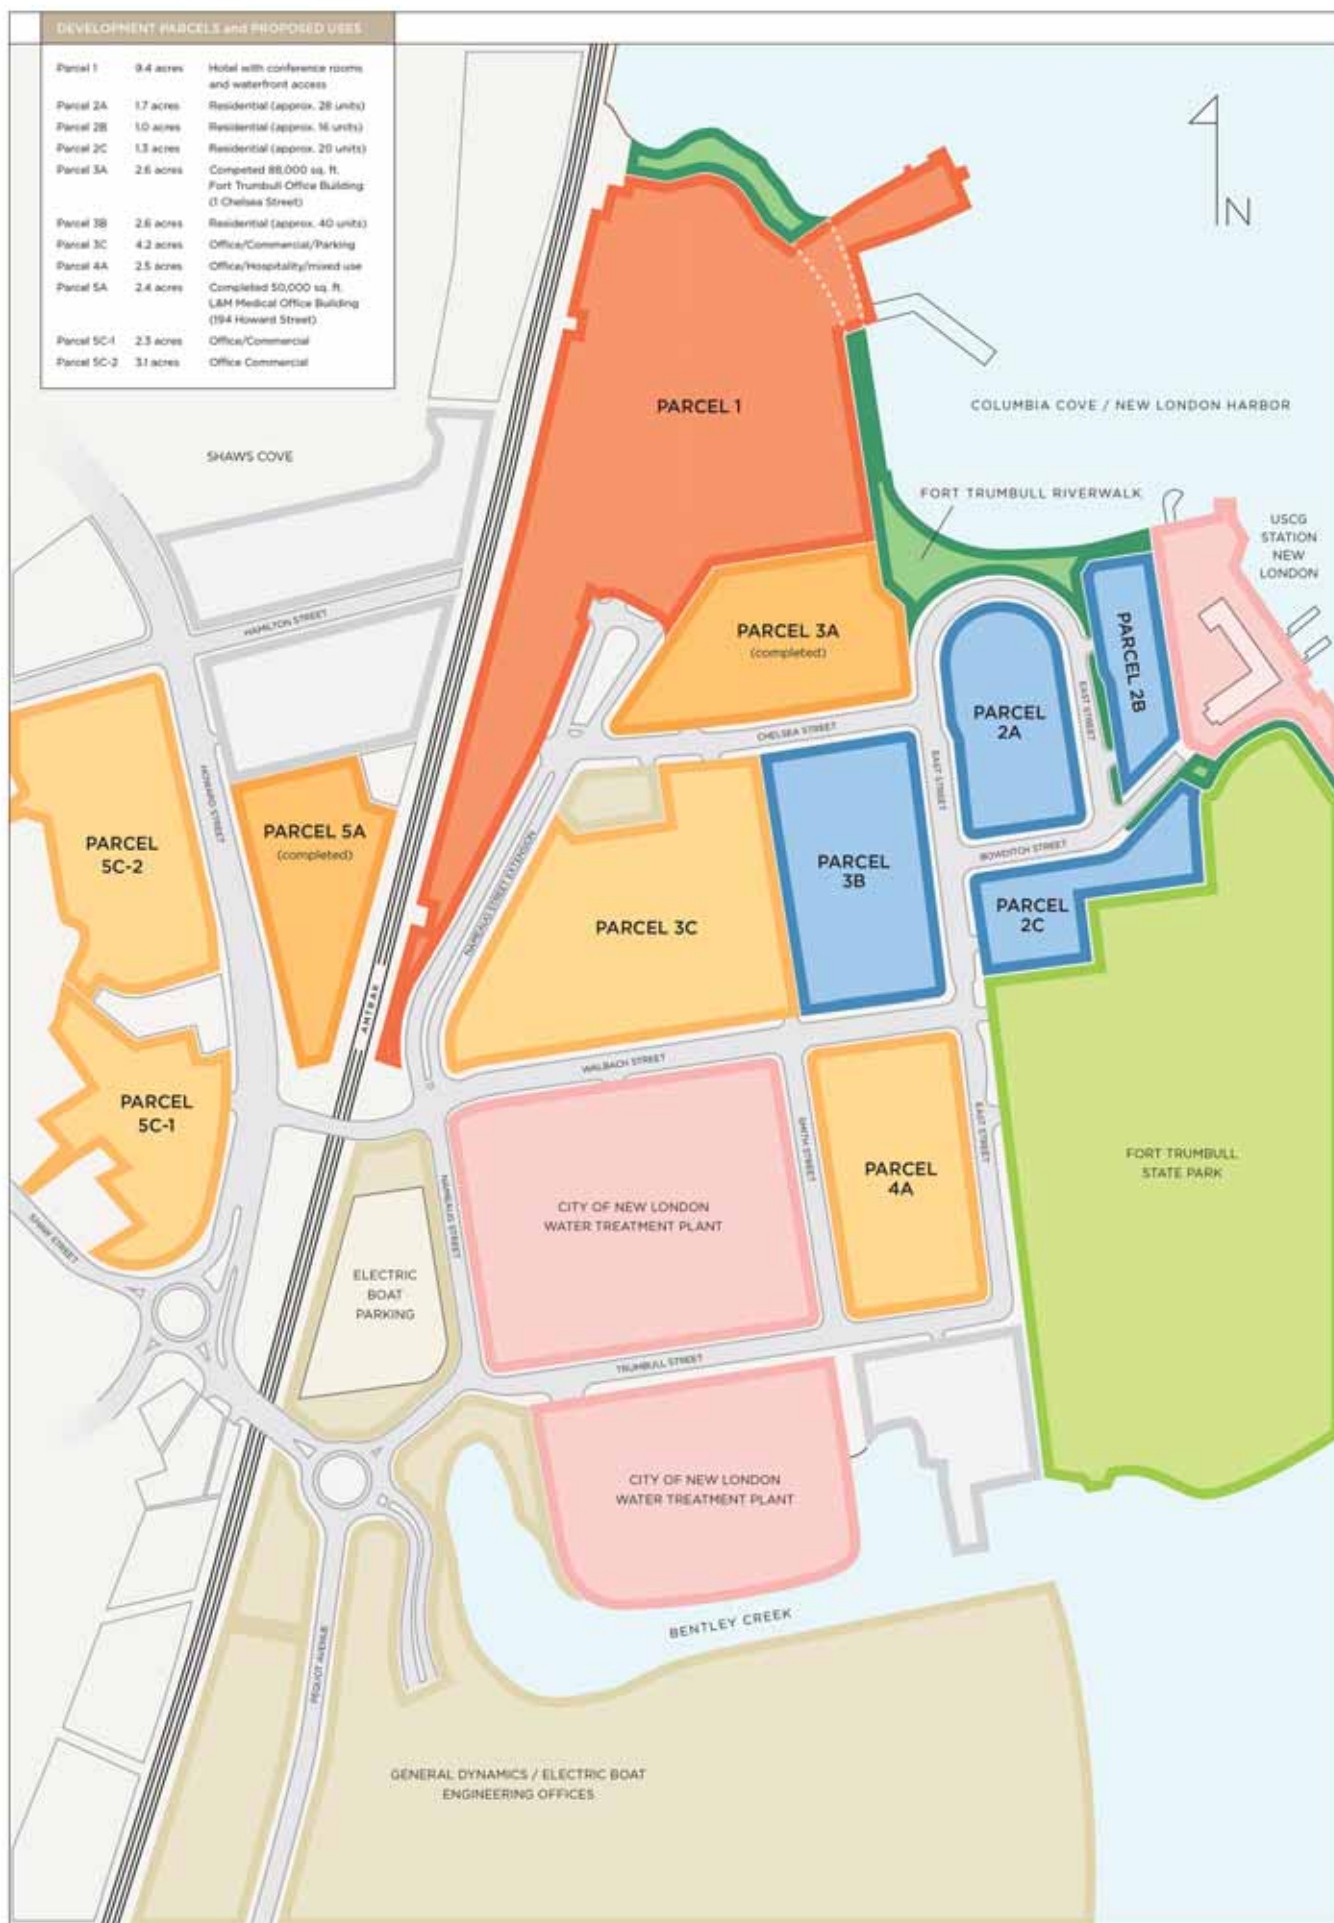 DEVELOPMENT PARCELS and PROPOSED USES
Parcel 1 9.4 acres Hotel with conference rooms
and waterfront access
Parcel 2A 1.7 acres Residential (approx. 28 units)
Parcel 2B 1.0 acres Residential (approx. 16 units)
Parcel 2C 1.3 acres Residential (approx. 20 units)
Parcel 3A 2.6 acres Competed 88,000 sq. ft.
Fort Trumbull Office Building
(1 Chelsea Street)
Parcel 3B 2.6 acres Residential (approx. 40 units)
Parcel 3C 4.2 acres Office/Commercial/Parking
Parcel 4A 2.5 acres Office/Hospitality/mixed use
Parcel 5A 2.4 acres Completed 50,000 sq. ft.
L&M Medical Office Building
(194 Howard Street)
Parcel 5C-1 2.3 acres Office/Commercial
Parcel 5C-2 3.1 acres Office Commercial
N
PARCEL 1
COLUMBIA COVE / NEW LONDON HARBOR
SHAWS COVE
FORT TRUMBULL RIVERWALK
USCG
STATION
NEW
LONDON
HAMILTON STREET
PARCEL 3A
(completed)
PARCEL 2B
PARCEL
2A
EAST STREET
CHELSEA STREET
EAST STREET
HOWARD STREET
PARCEL 5A
(completed)
PARCEL
5C-2
NAMEAUG STREET EXTENSION
PARCEL
3B
BOWDITCH STREET
PARCEL
2C
PARCEL 3C
AMTRAK
WALBACH STREET
PARCEL
5C-1
SMITH STREET
EAST STREET
PARCEL
4A
FORT TRUMBULL
STATE PARK
NAMEAUG STREET
CITY OF NEW LONDON
WATER TREATMENT PLANT
SHAW STREET
ELECTRIC
BOAT
PARKING
TRUMBULL STREET
CITY OF NEW LONDON
WATER TREATMENT PLANT
BENTLEY CREEK
PEQUOT AVENUE
GENERAL DYNAMICS / ELECTRIC BOAT
ENGINEERING OFFICES